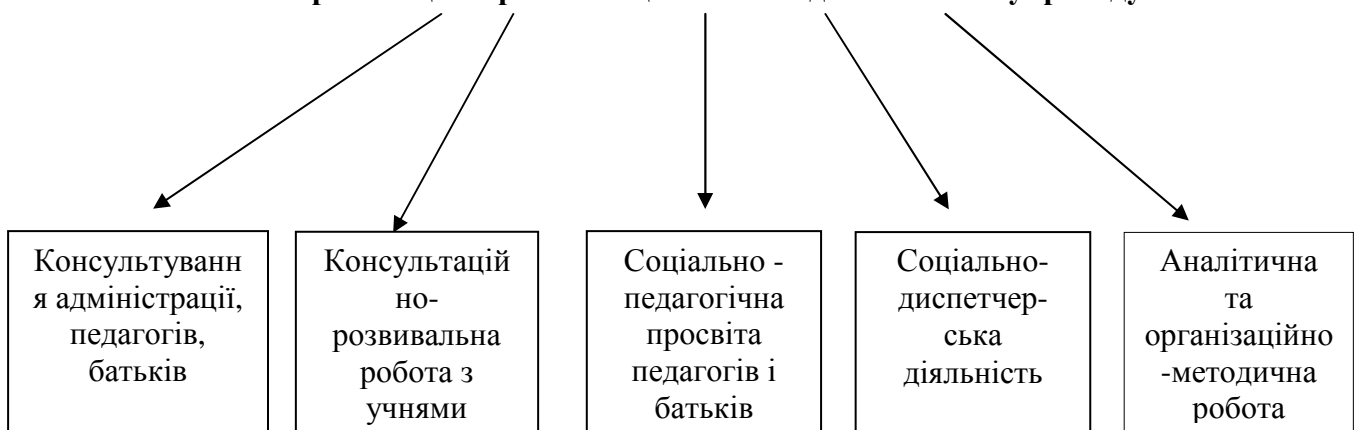 Консультуванн
я адміністрації,
педагогів,
батьків
Консультацій
но-
розвивальна
робота з
учнями
Соціально -
педагогічна
просвіта
педагогів і
батьків
Соціально-
диспетчер-
ська
діяльність
Аналітична
та
організаційно
-методична
робота